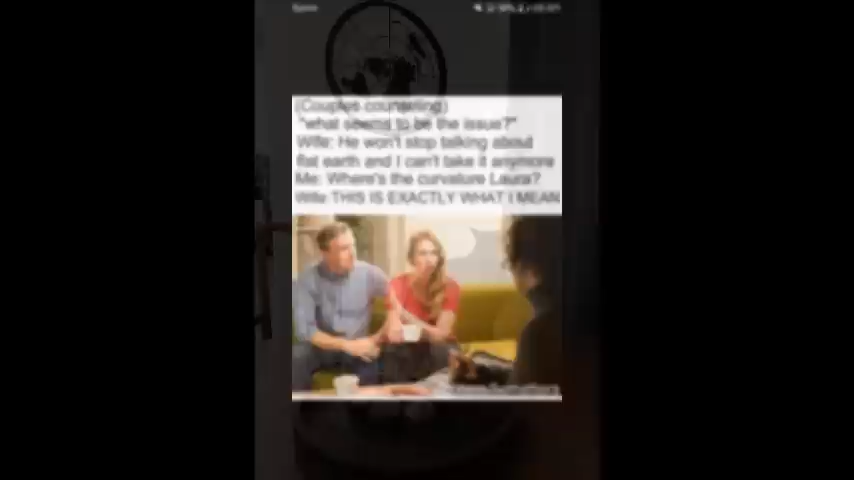 (Couples counseling)
"what seems to be the issue?"
Wife: He won't stop talking about
flat earth and I can't take it anymore
Me: Where's the curvature Laura?
Wife: THIS IS EXACTLY WHAT I MEAN